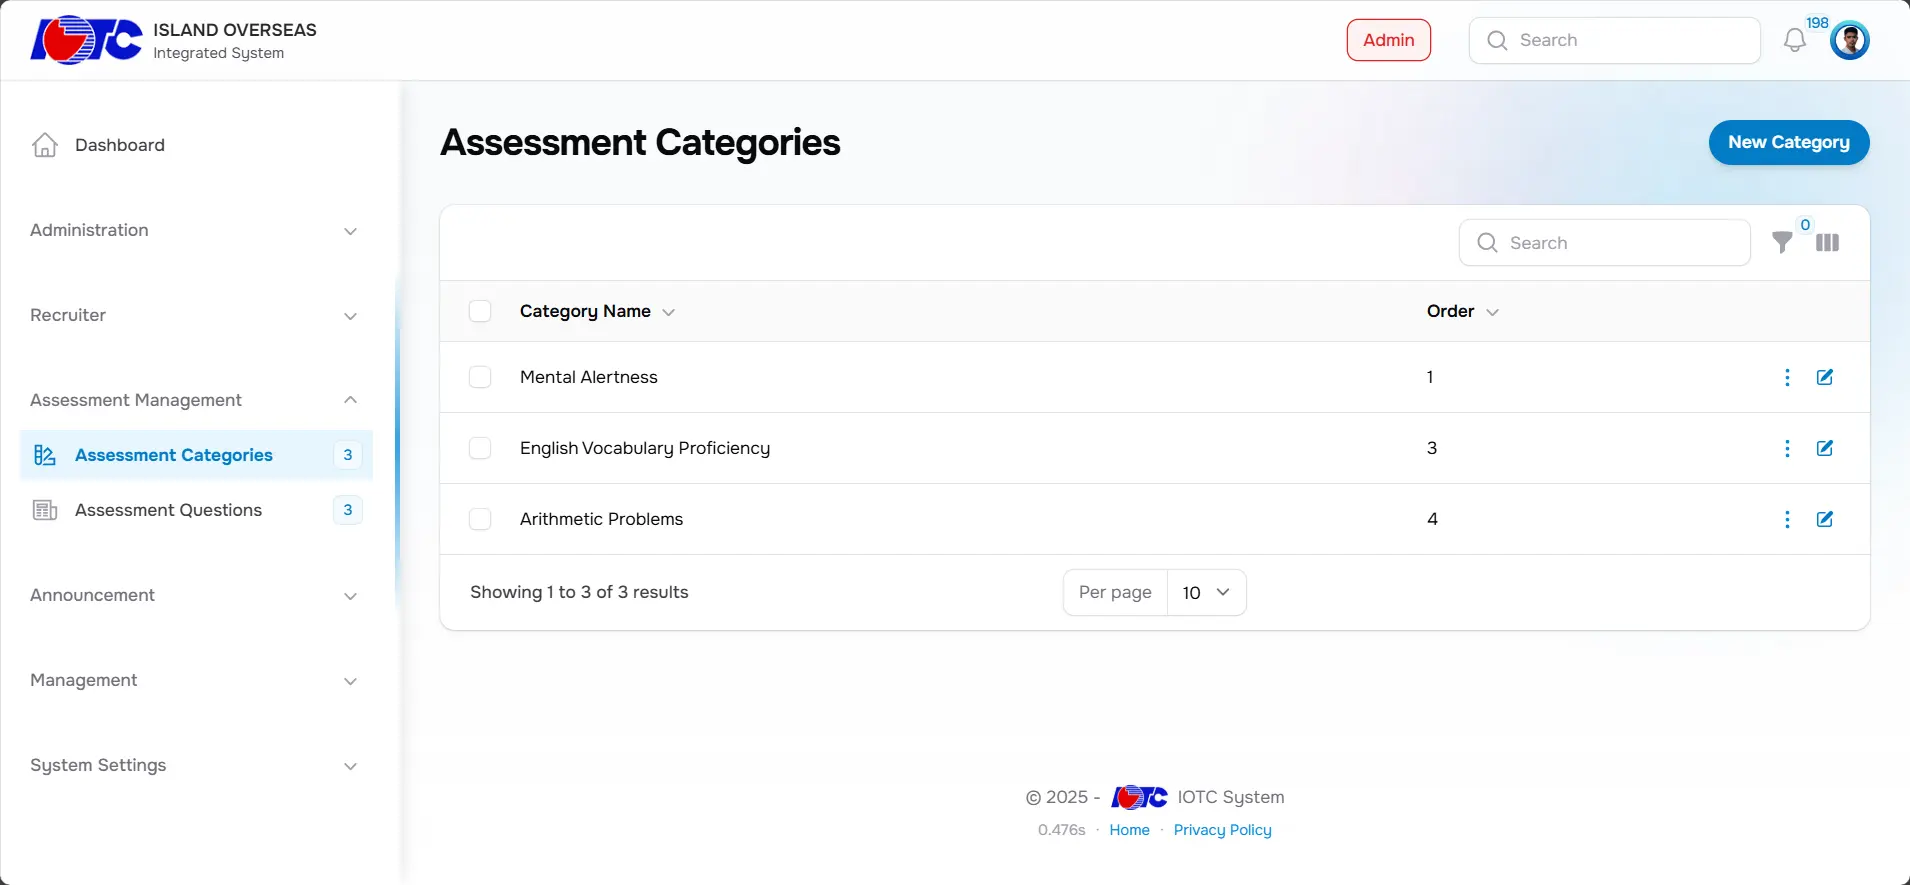 IOTC
ISLAND OVERSEAS
Integrated System
Admin
Search
198
Dashboard
Administration
Recruiter
Assessment Management
Assessment Categories 3
Assessment Questions 3
Announcement
Management
System Settings
Assessment Categories
New Category
Search
0
Category Name Order
Mental Alertness 1
English Vocabulary Proficiency 3
Arithmetic Problems 4
Showing 1 to 3 of 3 results
Per page 10
© 2025 - IOTC IOTC System
0.476s · Home · Privacy Policy